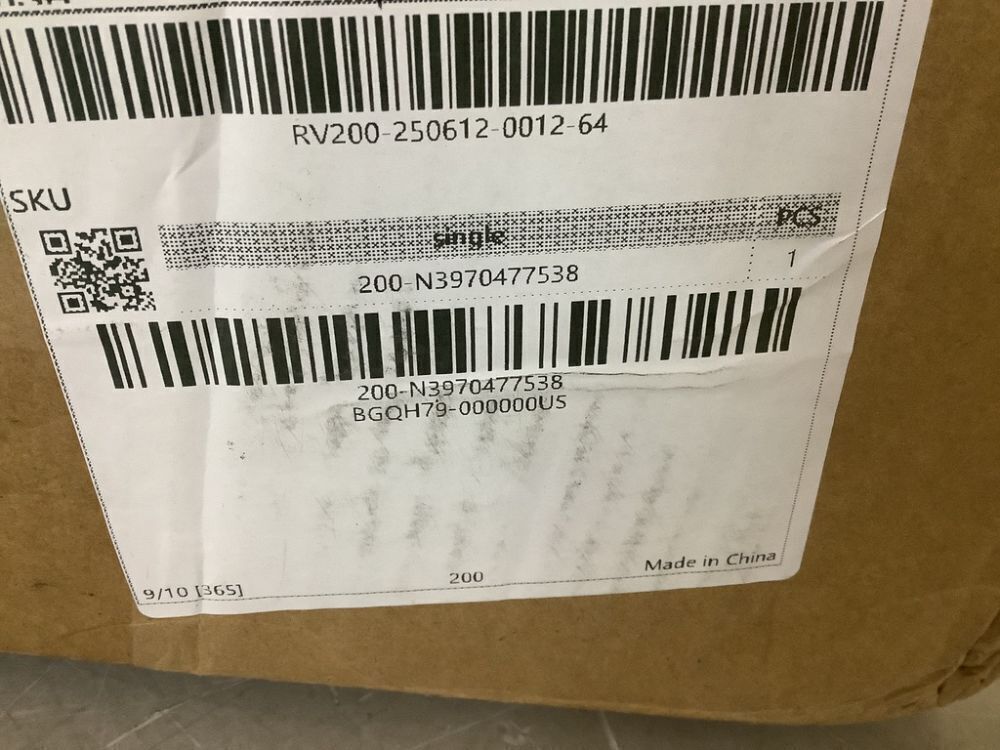 RV200-250612-0012-64
SKU
single PCS
200-N3970477538 1
200-N3970477538
BGQH79-000000US
200
Made in China
9/10 [365]